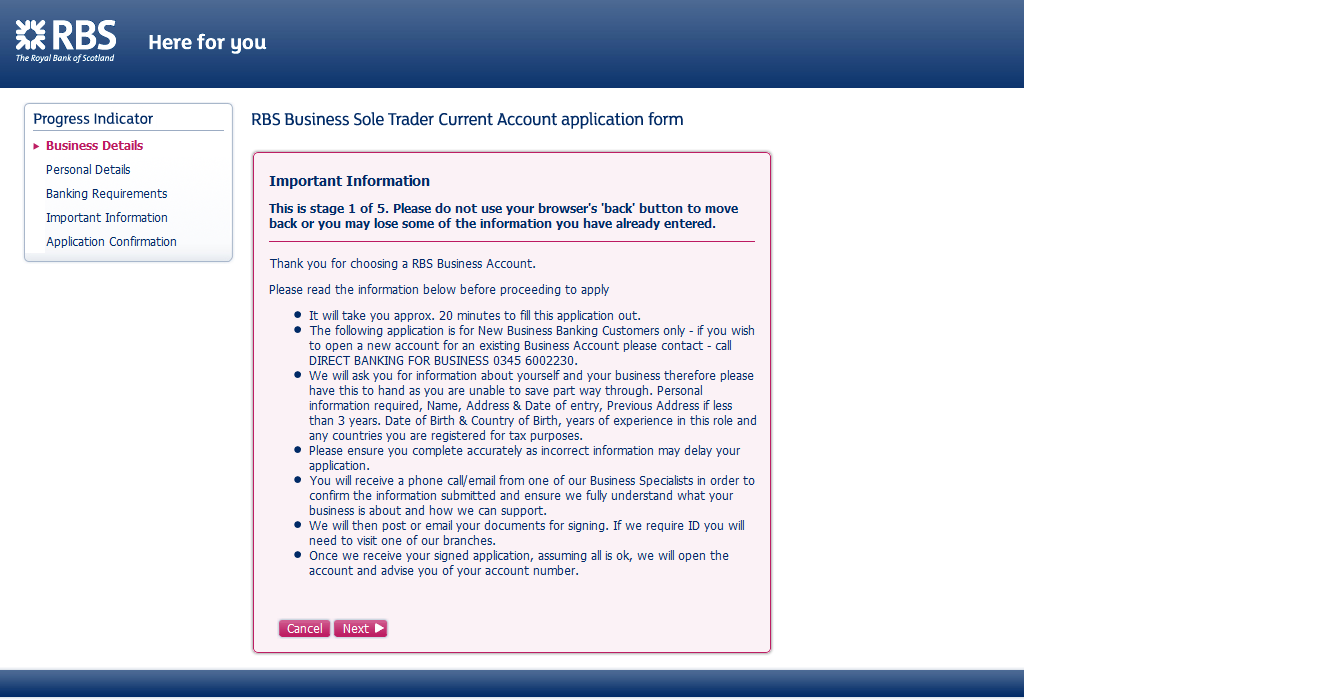 RBS
The Royal Bank of Scotland
Here for you
Progress Indicator
Business Details
Personal Details
Banking Requirements
Important Information
Application Confirmation
RBS Business Sole Trader Current Account application form
Important Information
This is stage 1 of 5. Please do not use your browser's 'back' button to move
back or you may lose some of the information you have already entered.
Thank you for choosing a RBS Business Account.
Please read the information below before proceeding to apply
It will take you approx. 20 minutes to fill this application out.
The following application is for New Business Banking Customers only - if you wish
to open a new account for an existing Business Account please contact - call
DIRECT BANKING FOR BUSINESS 0345 6002230.
We will ask you for information about yourself and your business therefore please
have this to hand as you are unable to save part way through. Personal
information required, Name, Address & Date of entry, Previous Address if less
than 3 years. Date of Birth & Country of Birth, years of experience in this role and
any countries you are registered for tax purposes.
Please ensure you complete accurately as incorrect information may delay your
application.
You will receive a phone call/email from one of our Business Specialists in order to
confirm the information submitted and ensure we fully understand what your
business is about and how we can support.
We will then post or email your documents for signing. If we require ID you will
need to visit one of our branches.
Once we receive your signed application, assuming all is ok, we will open the
account and advise you of your account number.
Cancel
Next